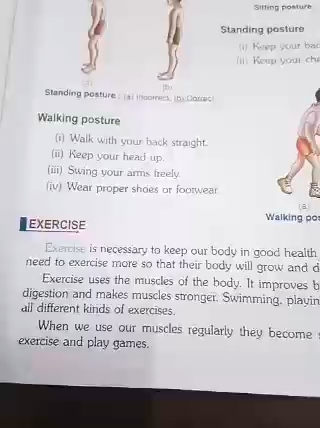 Sitting posture
Standing posture
(i) Keep your bac
(ii) Keep your che
(a)
(b)
Standing posture : (a) Incorrect, (b) Correct
Walking posture
(i) Walk with your back straight.
(ii) Keep your head up.
(iii) Swing your arms freely.
(iv) Wear proper shoes or footwear.
(a)
Walking pos
EXERCISE
Exercise is necessary to keep our body in good health
need to exercise more so that their body will grow and d
Exercise uses the muscles of the body. It improves b
digestion and makes muscles stronger. Swimming, playin
all different kinds of exercises.
When we use our muscles regularly they become s
exercise and play games.